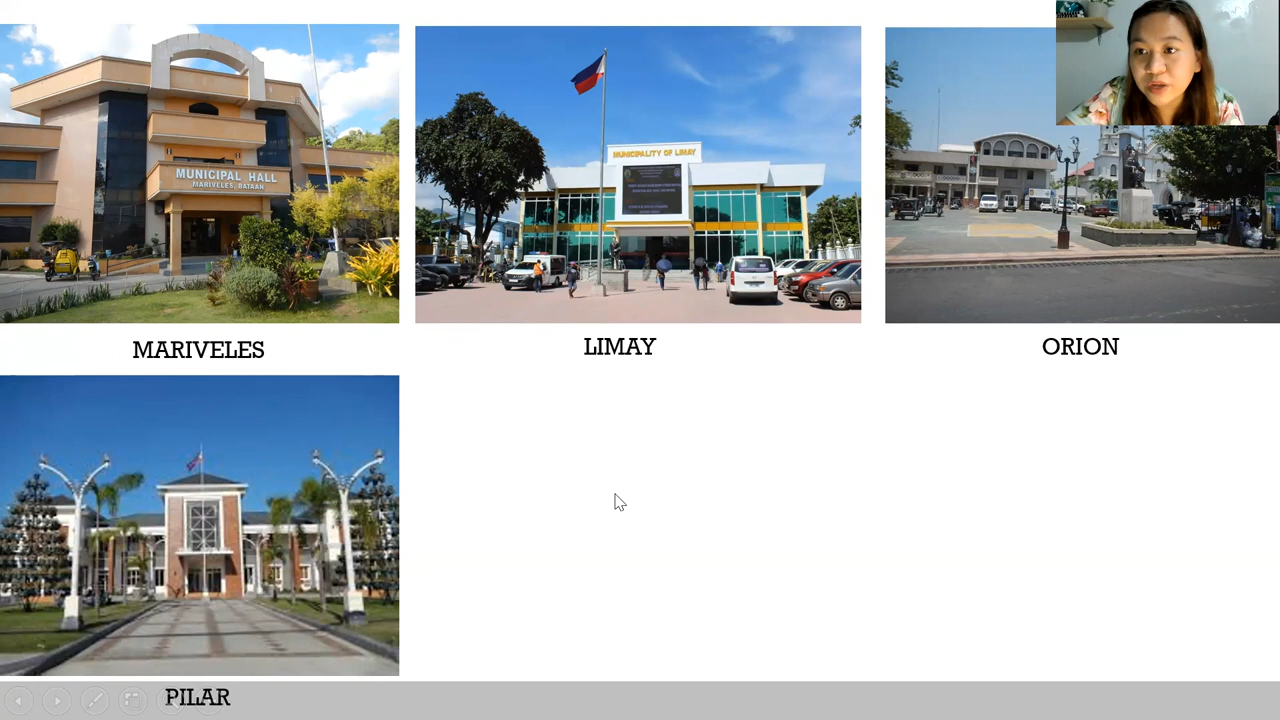 MUNICIPAL HALL
MARIVELES, BATAAN
MUNICIPALITY OF LIMAY
MARIVELES
LIMAY
ORION
PILAR